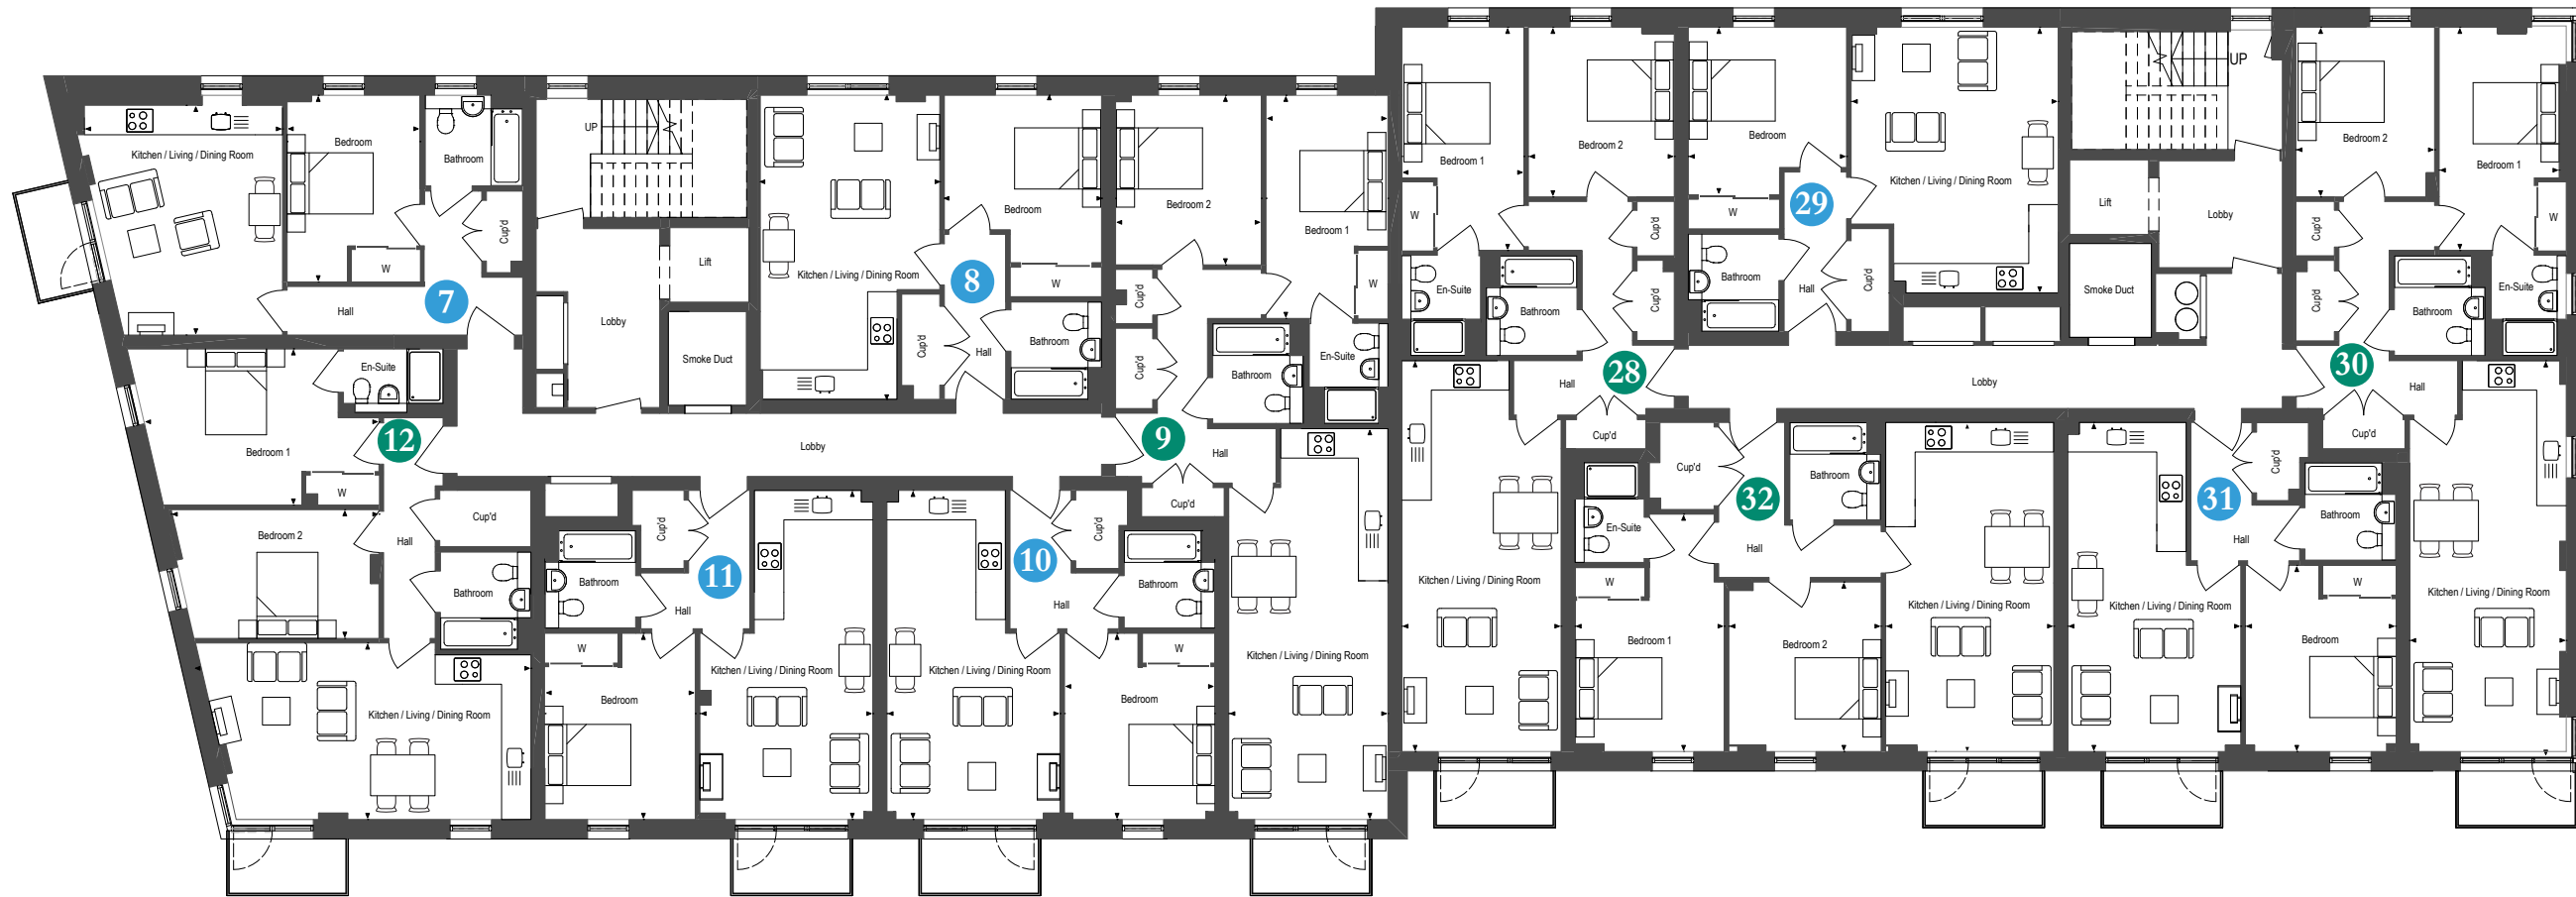 Kitchen / Living / Dining Room
Bedroom
Bathroom
Cup'd
W
Hall
7
UP
Lift
Lobby
Smoke Duct
Kitchen / Living / Dining Room
Bedroom
W
8
Cup'd
Hall
Bathroom
Bedroom 2
Bedroom 1
W
Cup'd
Cup'd
Bathroom
En-Suite
9
Hall
Cup'd
Kitchen / Living / Dining Room
Lobby
En-Suite
12
Bedroom 1
W
Bedroom 2
Hall
Cup'd
Bathroom
Kitchen / Living / Dining Room
Cup'd
11
Bathroom
Hall
W
Bedroom
Kitchen / Living / Dining Room
10
Cup'd
Bathroom
Hall
W
Bedroom
Kitchen / Living / Dining Room
Bedroom 1
Bedroom 2
W
Cup'd
Cup'd
En-Suite
Bathroom
Hall
28
Cup'd
Kitchen / Living / Dining Room
Bedroom
W
29
Kitchen / Living / Dining Room
Bathroom
Hall
Cup'd
UP
Lift
Lobby
Smoke Duct
Lobby
Bedroom 2
Bedroom 1
W
Cup'd
Cup'd
Bathroom
En-Suite
30
Hall
Cup'd
Kitchen / Living / Dining Room
Cup'd
32
Bathroom
En-Suite
Hall
W
Bedroom 1
Bedroom 2
Kitchen / Living / Dining Room
31
Cup'd
Bathroom
Hall
W
Bedroom
Kitchen / Living / Dining Room